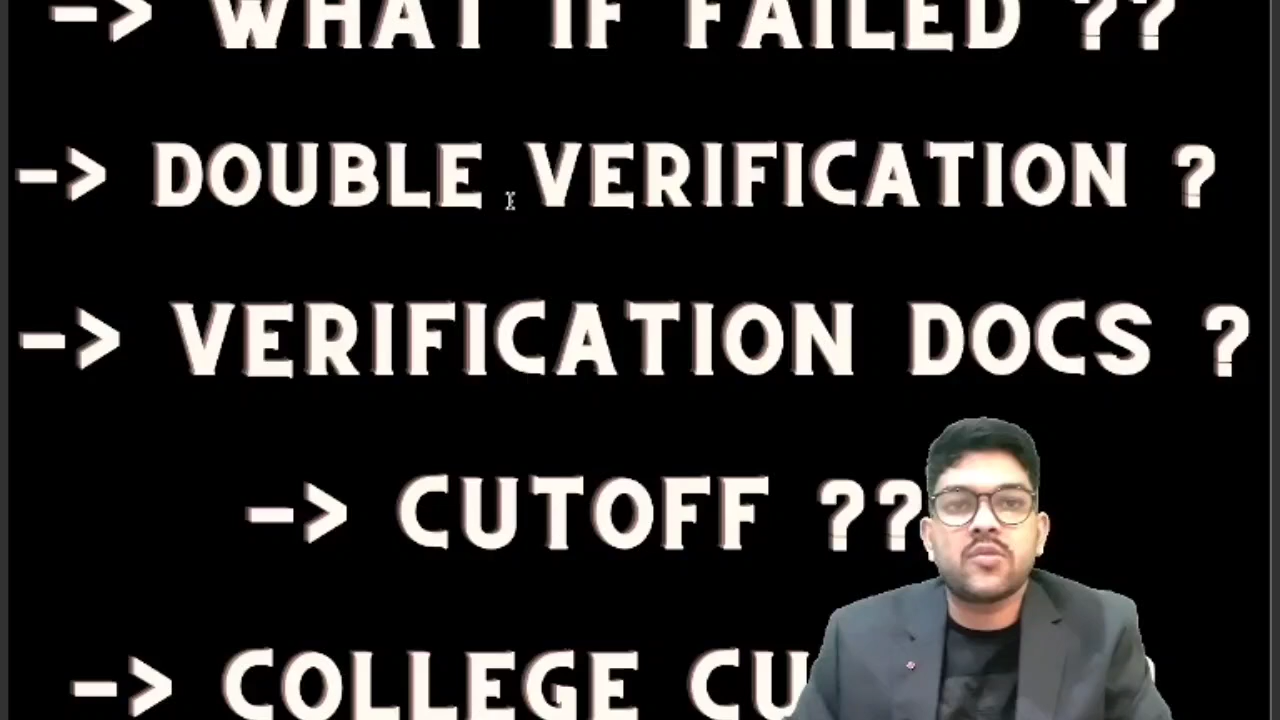 -> WHAT IF FAILED ??
-> DOUBLE VERIFICATION ?
-> VERIFICATION DOCS ?
-> CUTOFF ??
-> COLLEGE